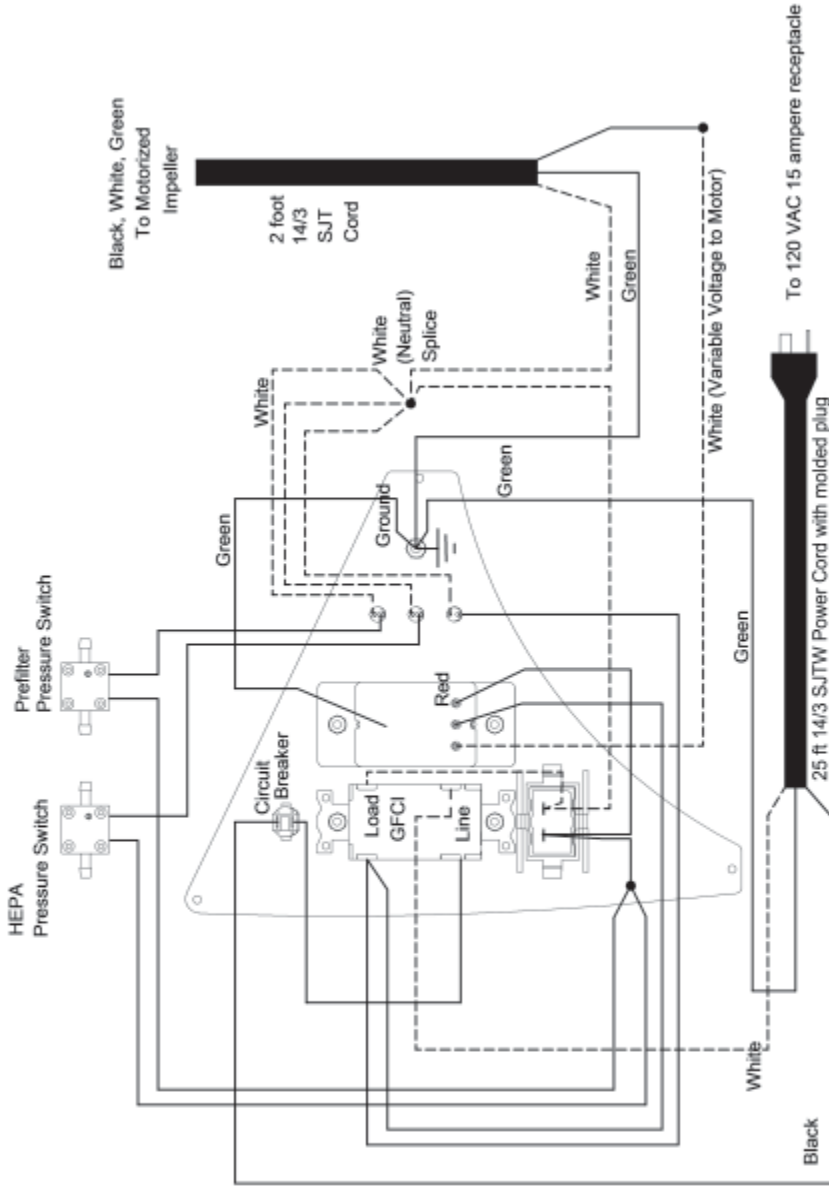 Black, White, Green
To Motorized
Impeller
2 foot
14/3
SJT
Cord
Prefilter
Pressure Switch
HEPA
Pressure Switch
White
White
(Neutral)
Splice
White
Green
Green
Ground
Green
Circuit
Breaker
Red
Load
GFCI
Line
White (Variable Voltage to Motor)
Green
White
Black
25 ft 14/3 SJTW Power Cord with molded plug
To 120 VAC 15 ampere receptacle